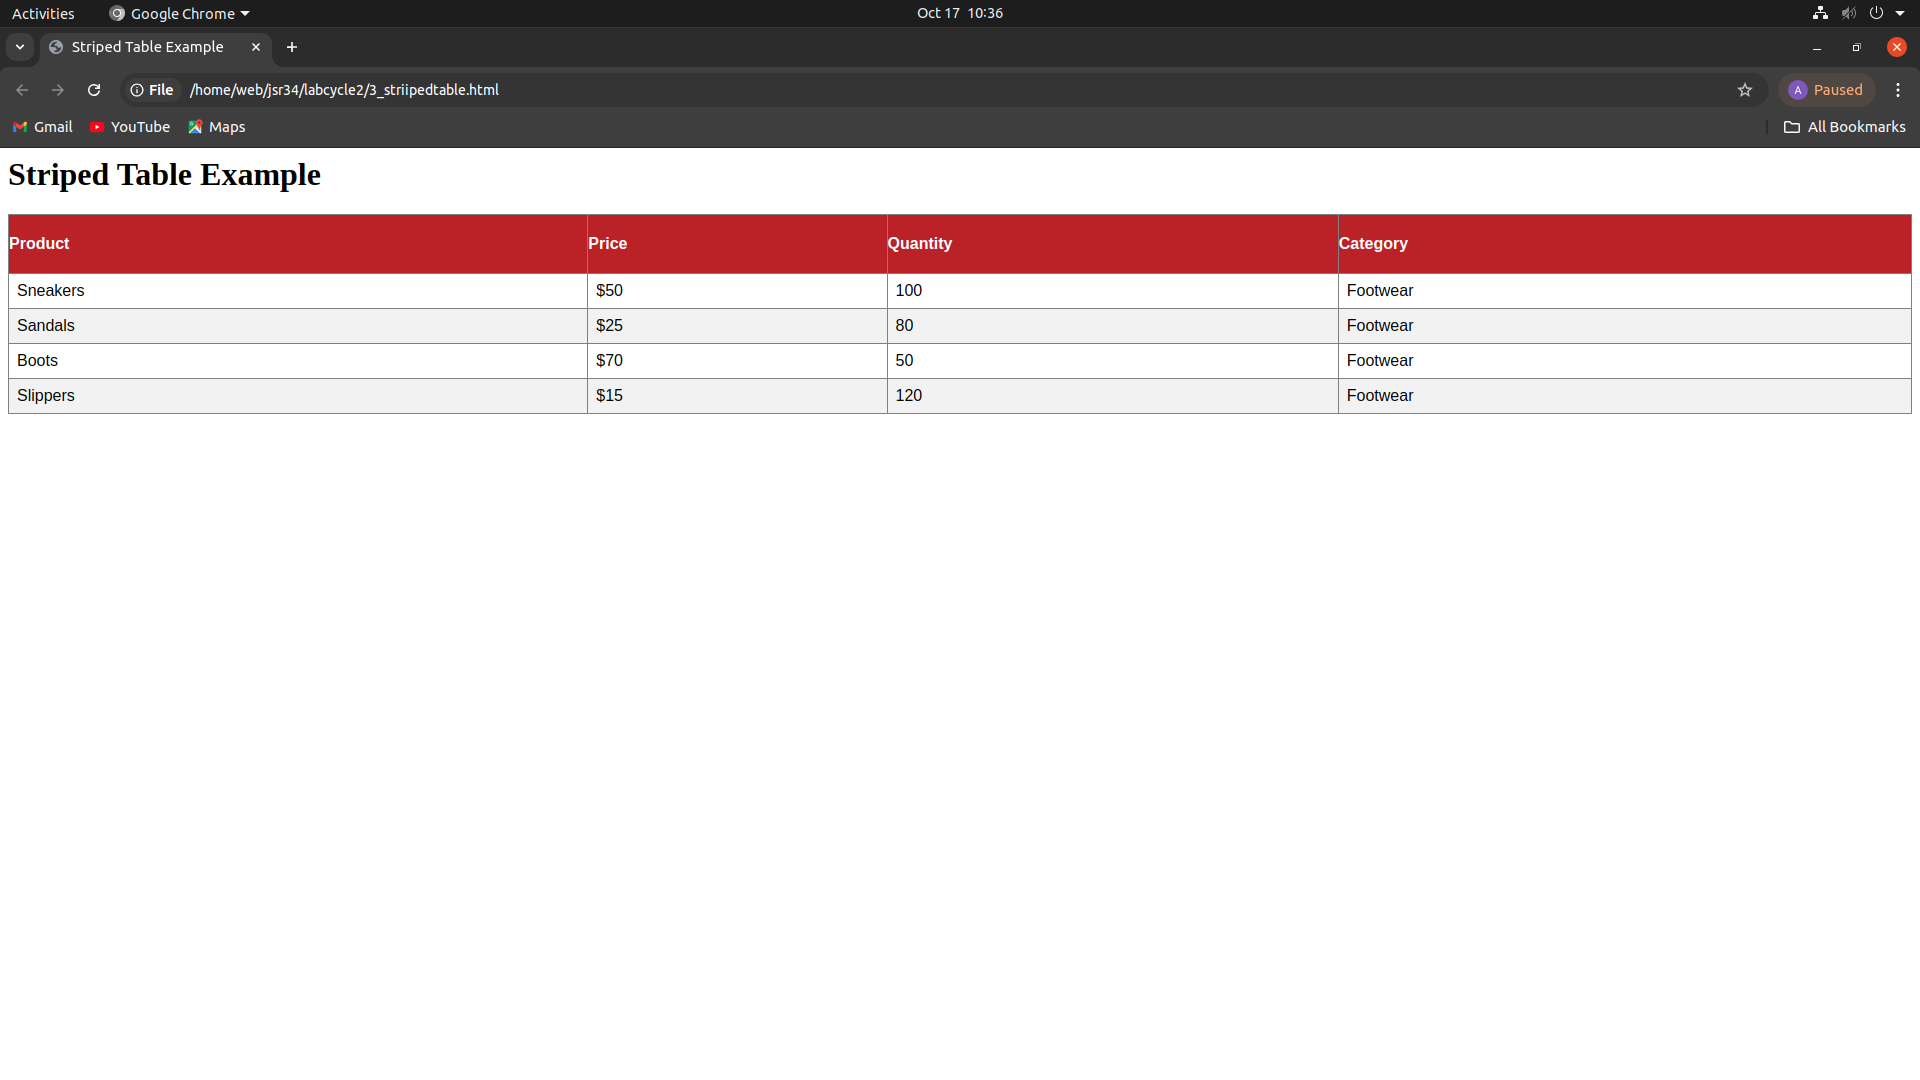 Activities Google Chrome Oct 17 10:36
Striped Table Example
File /home/web/jsr34/labcycle2/3_striipedtable.html A Paused
Gmail YouTube Maps All Bookmarks
Striped Table Example
Product Price Quantity Category
Sneakers $50 100 Footwear
Sandals $25 80 Footwear
Boots $70 50 Footwear
Slippers $15 120 Footwear